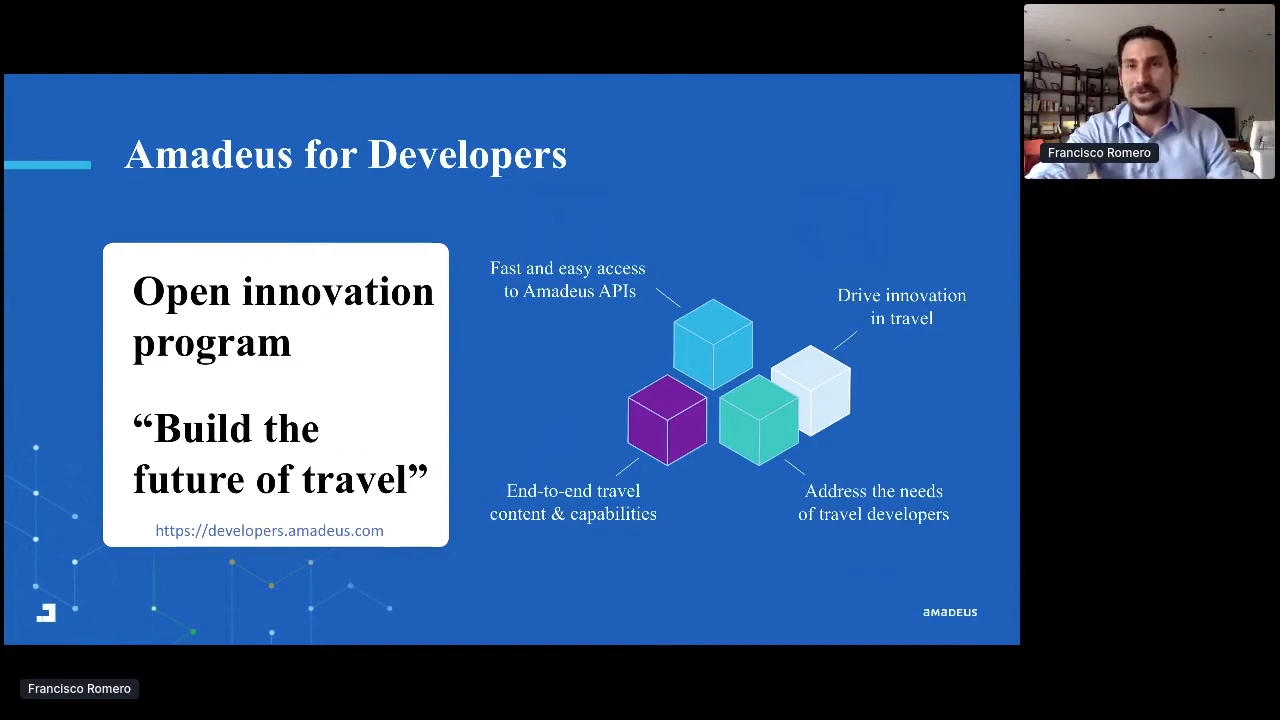 Amadeus for Developers
Open innovation
program
“Build the
future of travel”
https://developers.amadeus.com
Fast and easy access
to Amadeus APIs
Drive innovation
in travel
End-to-end travel
content & capabilities
Address the needs
of travel developers
amadeus
Francisco Romero
Francisco Romero